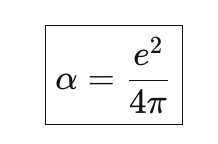 α = e² / 4π